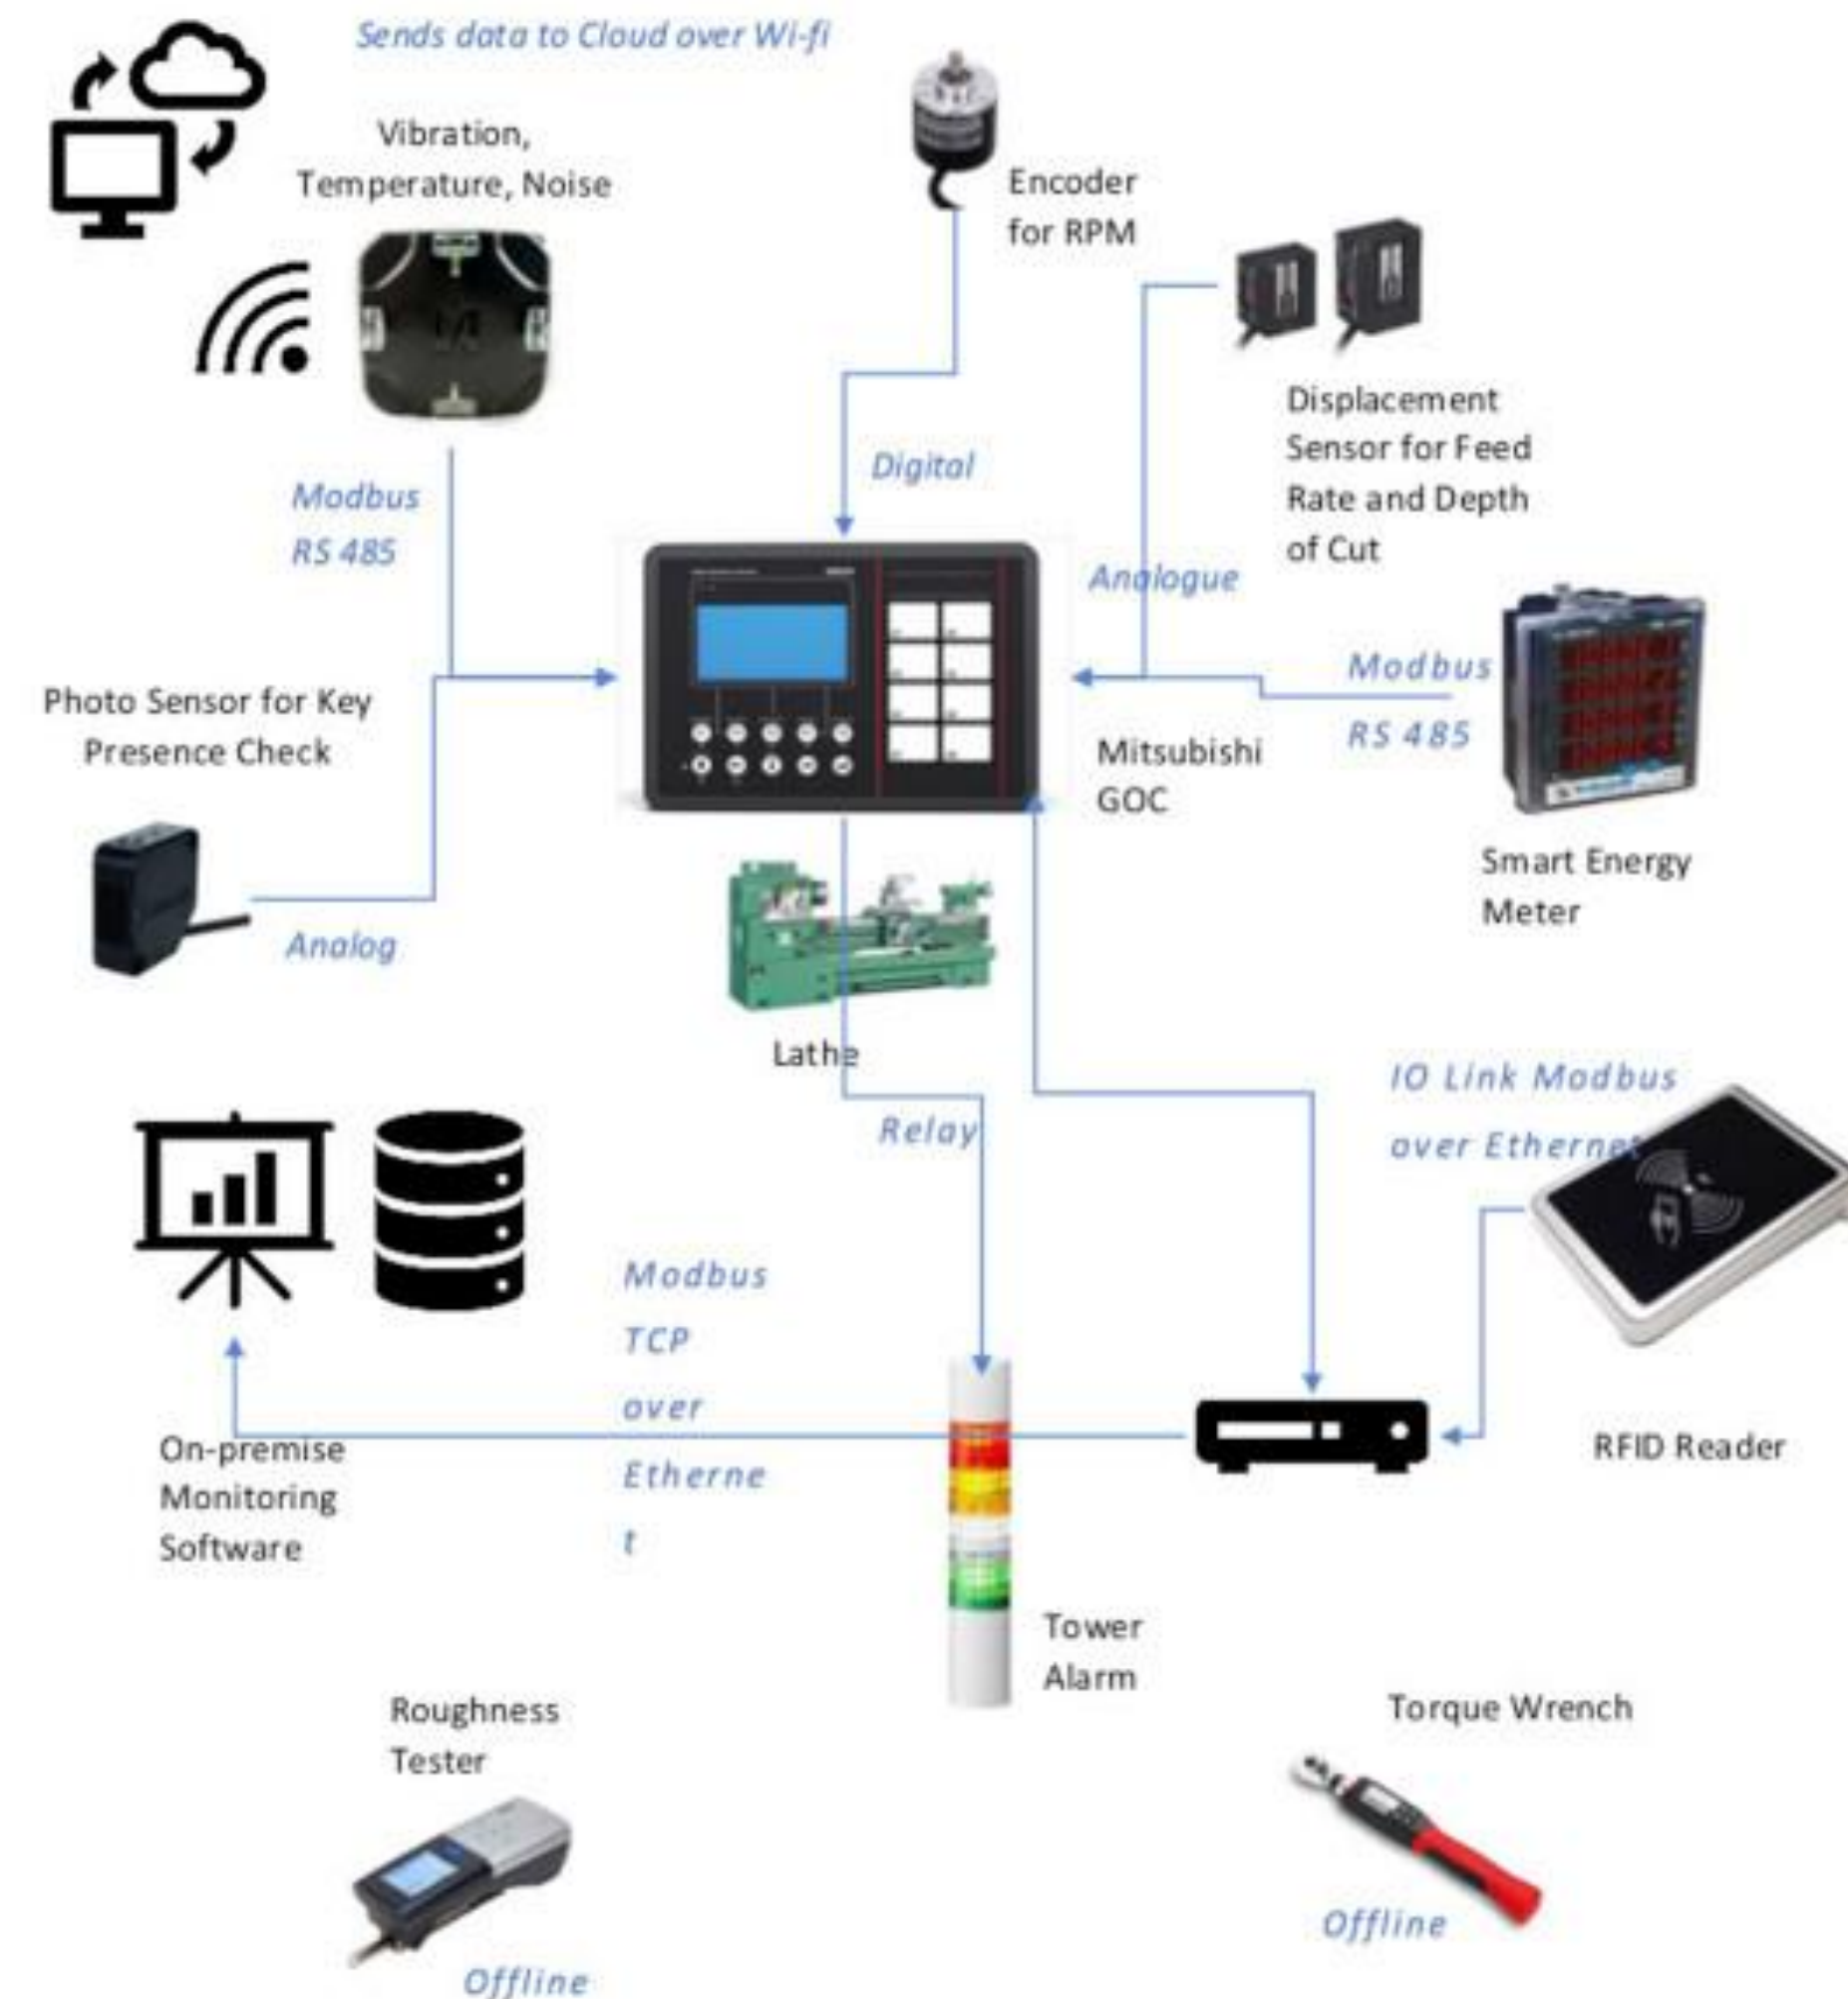 Sends data to Cloud over Wi-fi
Vibration,
Temperature, Noise
Encoder
for RPM
Displacement
Sensor for Feed
Rate and Depth
of Cut
Digital
Modbus
RS 485
Analogue
Modbus
RS 485
Photo Sensor for Key
Presence Check
Mitsubishi
GOC
Smart Energy
Meter
Analog
Lathe
IO Link Modbus
over Ethernet
Relay
Modbus
TCP
over
Etherne
t
On-premise
Monitoring
Software
RFID Reader
Tower
Alarm
Roughness
Tester
Torque Wrench
Offline
Offline